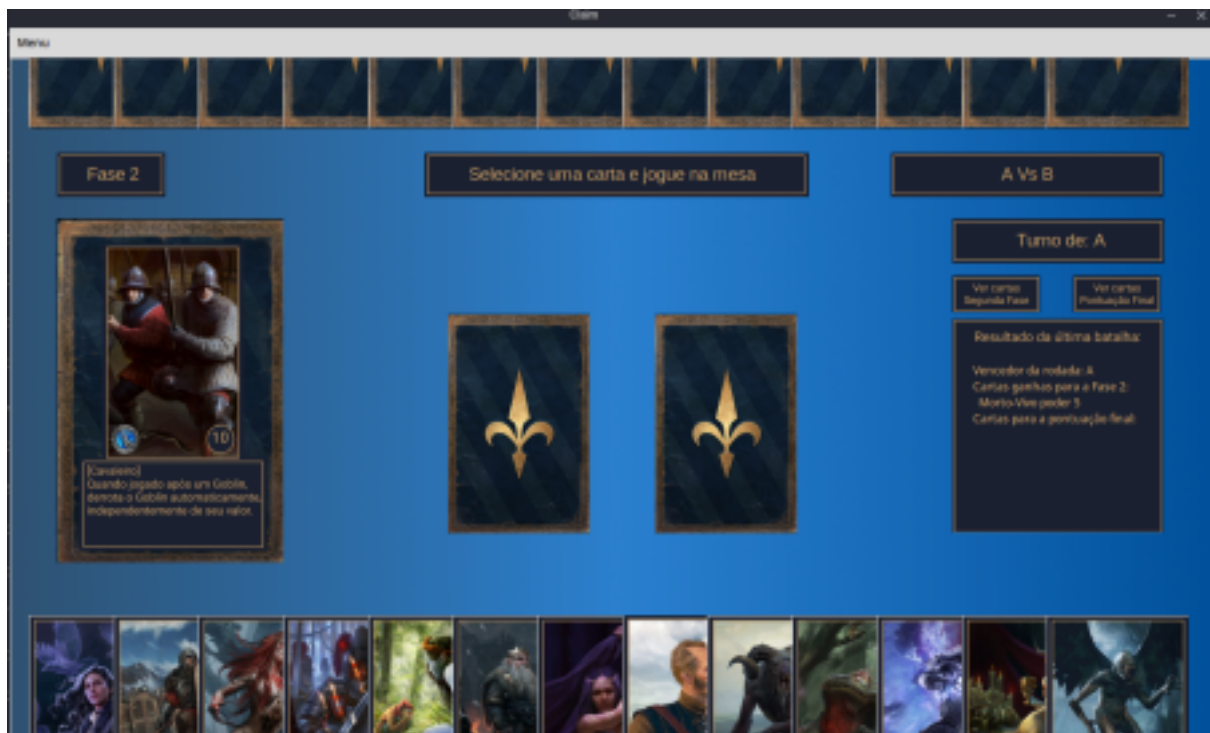 Claim
Menu
Fase 2
Selecione uma carta e jogue na mesa
A Vs B
Turno de: A
Ver cartas
Segunda Fase
Ver cartas
Pontuação Final
Resultado da última batalha:
Vencedor da rodada: A
Cartas ganhas para a Fase 2:
Morto-Vivo poder 5
Cartas para a pontuação final:
10
[Cavaleiro]
Quando jogado após um Goblin,
derrota o Goblin automaticamente,
independentemente de seu valor.